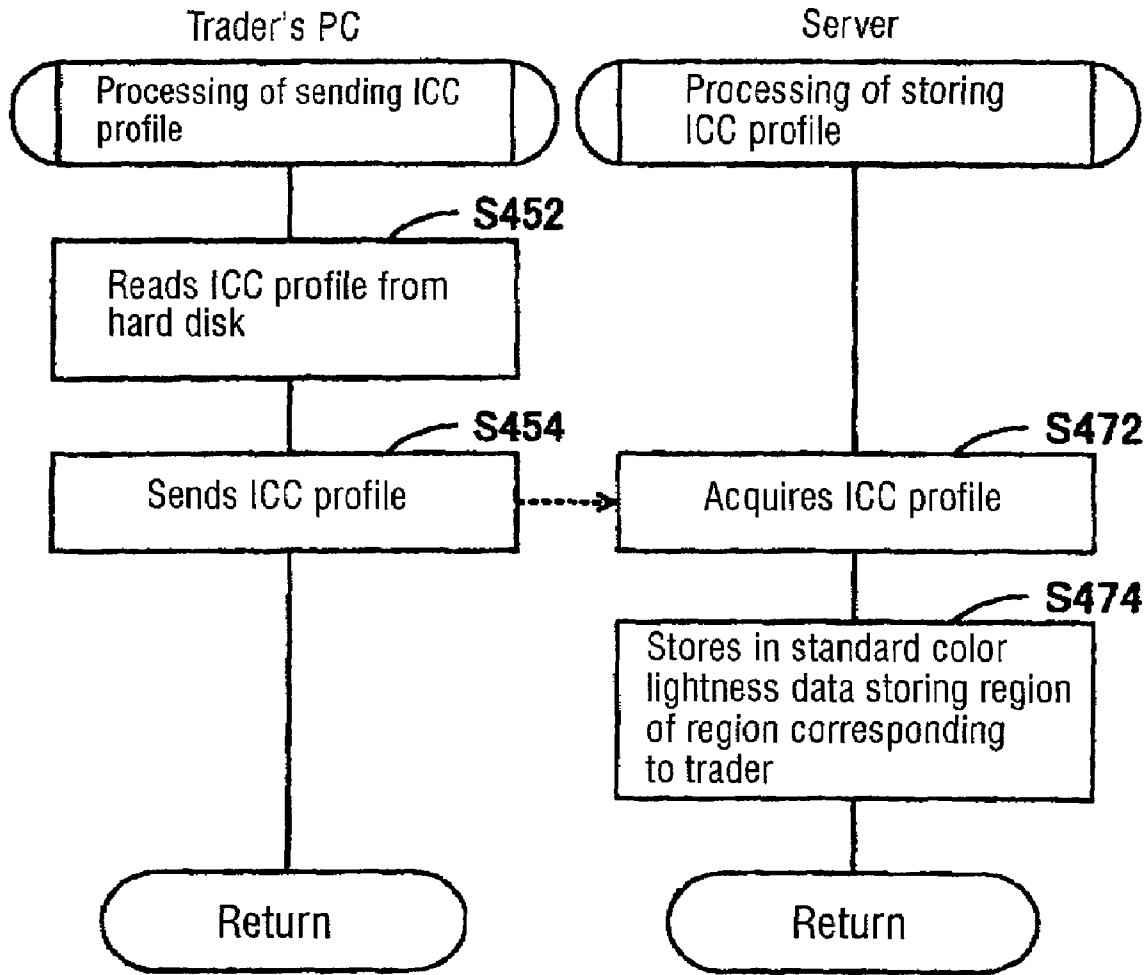 Trader's PC
Processing of sending ICC
profile
S452
Reads ICC profile from
hard disk
S454
Sends ICC profile
Return
Server
Processing of storing
ICC profile
S472
Acquires ICC profile
S474
Stores in standard color
lightness data storing region
of region corresponding
to trader
Return